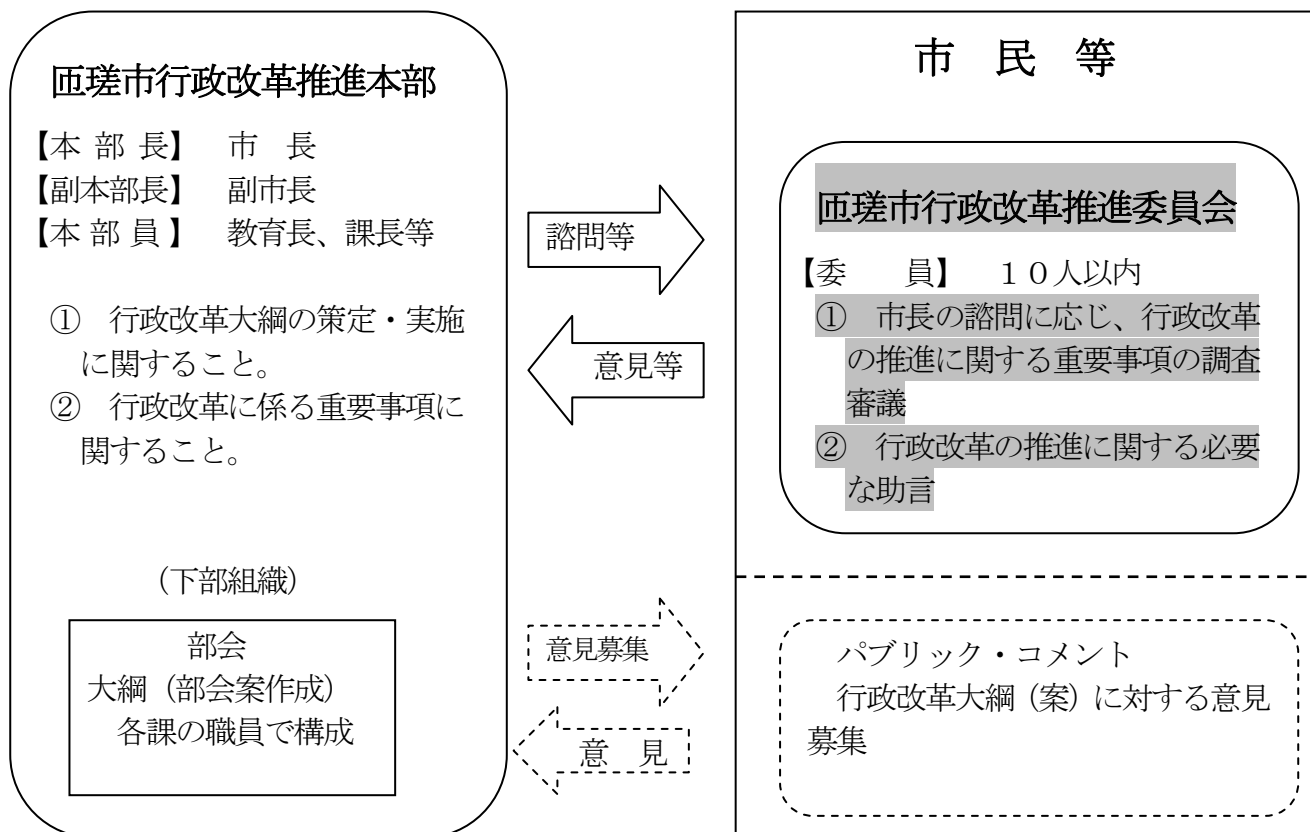 匝瑳市行政改革推進本部
【本 部 長】　市　長
【副本部長】　副市長
【本 部 員 】　教育長、課長等
①　行政改革大綱の策定・実施
に関すること。
②　行政改革に係る重要事項に
関すること。
（下部組織）
部会
大綱（部会案作成）
各課の職員で構成
諮問等
意見等
意見募集
意　見
市　民　等
匝瑳市行政改革推進委員会
【委　　員】　１０人以内
①　市長の諮問に応じ、行政改革
の推進に関する重要事項の調査
審議
②　行政改革の推進に関する必要
な助言
パブリック・コメント
行政改革大綱（案）に対する意見
募集